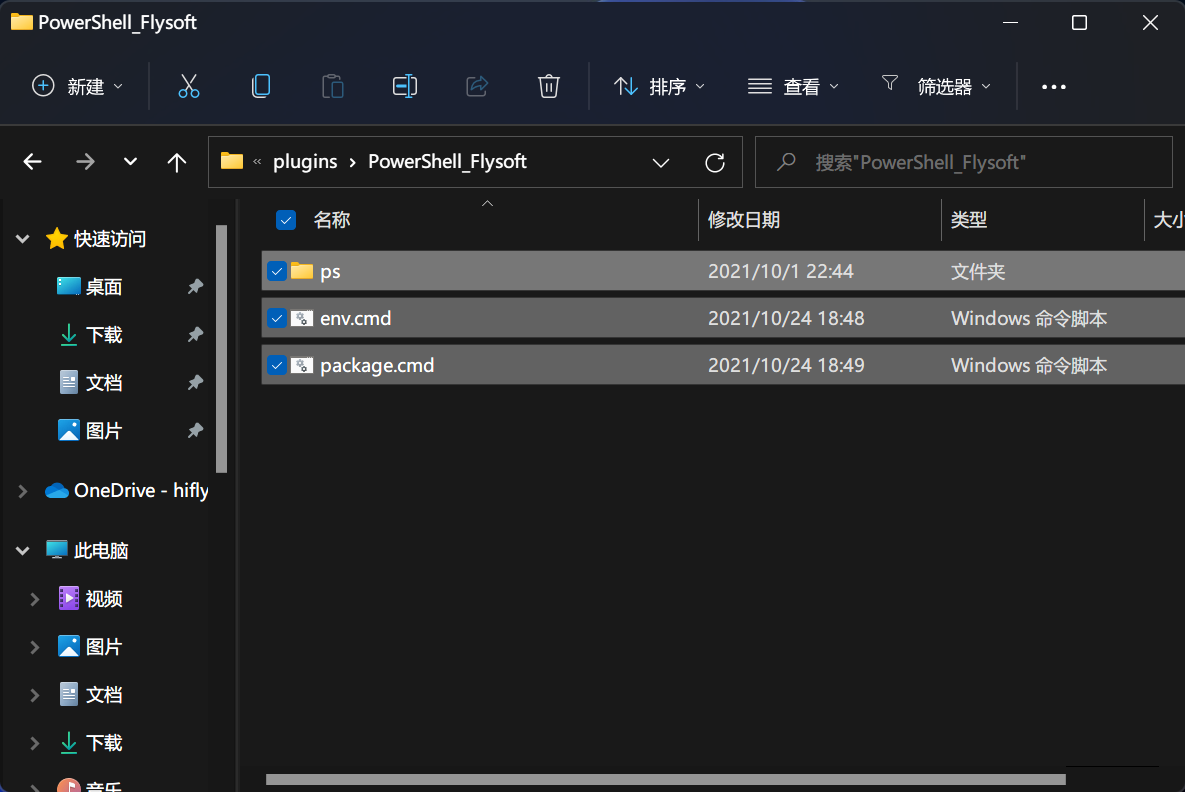 PowerShell_Flysoft
新建 排序 查看 筛选器
« plugins › PowerShell_Flysoft 搜索"PowerShell_Flysoft"
名称 修改日期 类型 大小
快速访问
桌面
下载
文档
图片
OneDrive - hifly
此电脑
视频
图片
文档
下载
音乐
ps 2021/10/1 22:44 文件夹
env.cmd 2021/10/24 18:48 Windows 命令脚本
package.cmd 2021/10/24 18:49 Windows 命令脚本